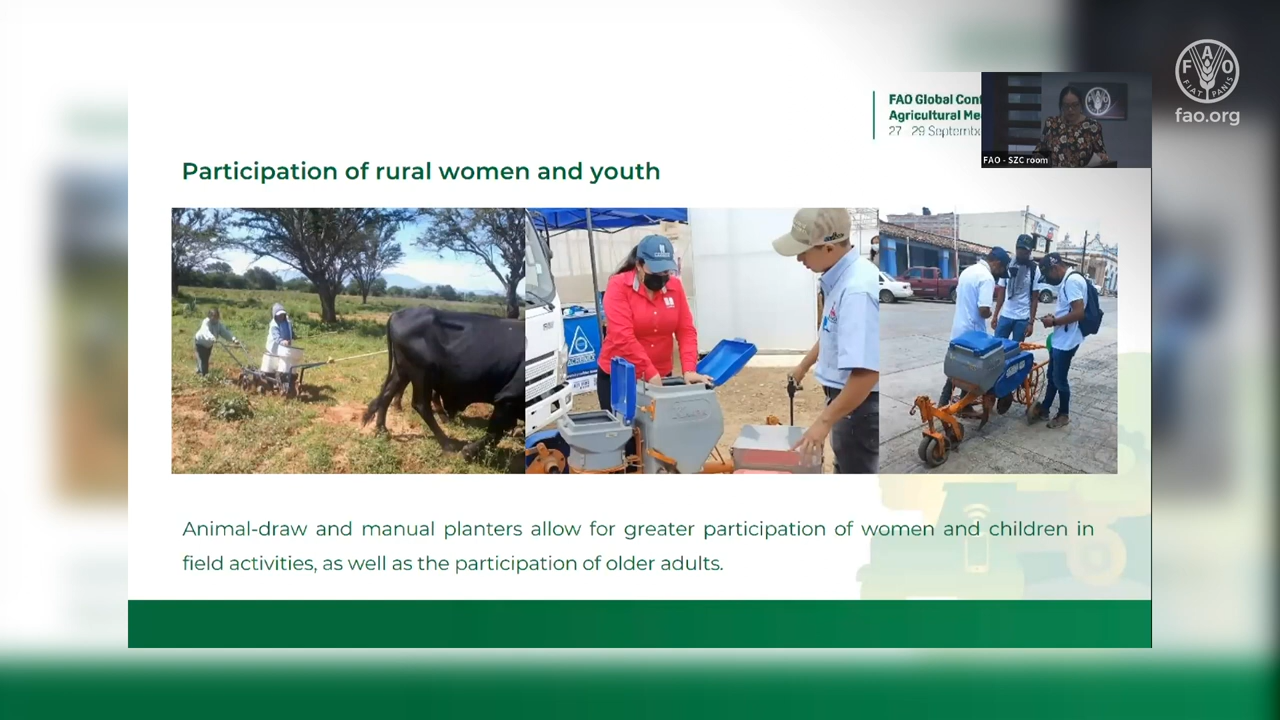 FAO Global Con
Agricultural Me
27 - 29 Septemb
FAO - SZC room
F A O
FIAT PANIS
fao.org
Participation of rural women and youth
Animal-draw and manual planters allow for greater participation of women and children in
field activities, as well as the participation of older adults.